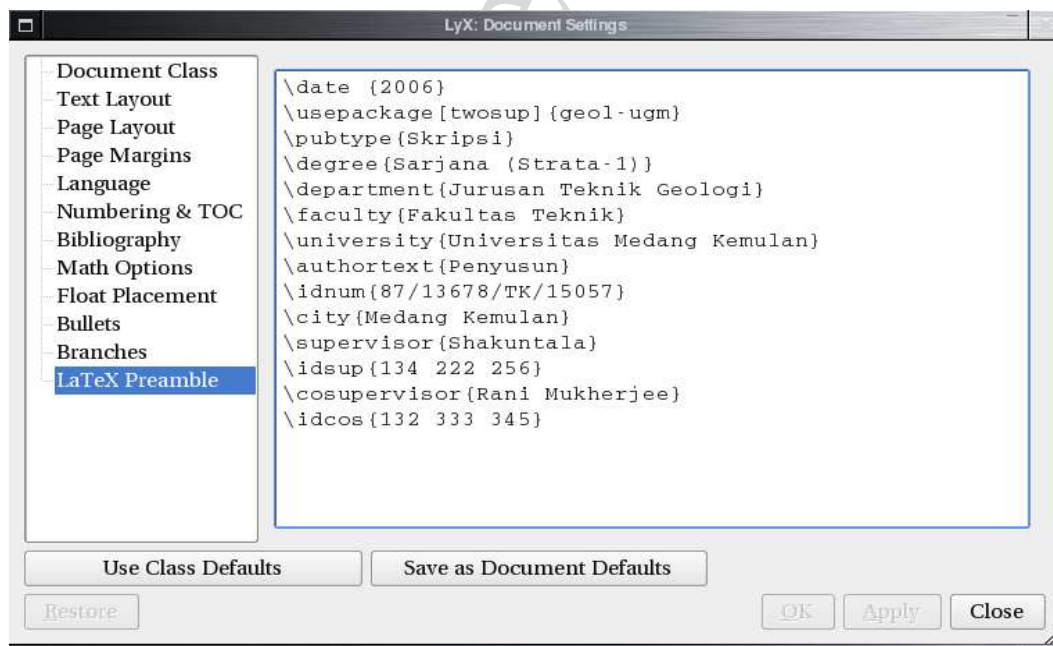 LyX: Document Settings
Document Class
Text Layout
Page Layout
Page Margins
Language
Numbering & TOC
Bibliography
Math Options
Float Placement
Bullets
Branches
LaTeX Preamble
\date {2006}
\usepackage[twosup]{geol-ugm}
\pubtype{Skripsi}
\degree{Sarjana (Strata-1)}
\department{Jurusan Teknik Geologi}
\faculty{Fakultas Teknik}
\university{Universitas Medang Kemulan}
\authortext{Penyusun}
\idnum{87/13678/TK/15057}
\city{Medang Kemulan}
\supervisor{Shakuntala}
\idsup{134 222 256}
\cosupervisor{Rani Mukherjee}
\idcos{132 333 345}
Use Class Defaults
Save as Document Defaults
Restore
OK
Apply
Close